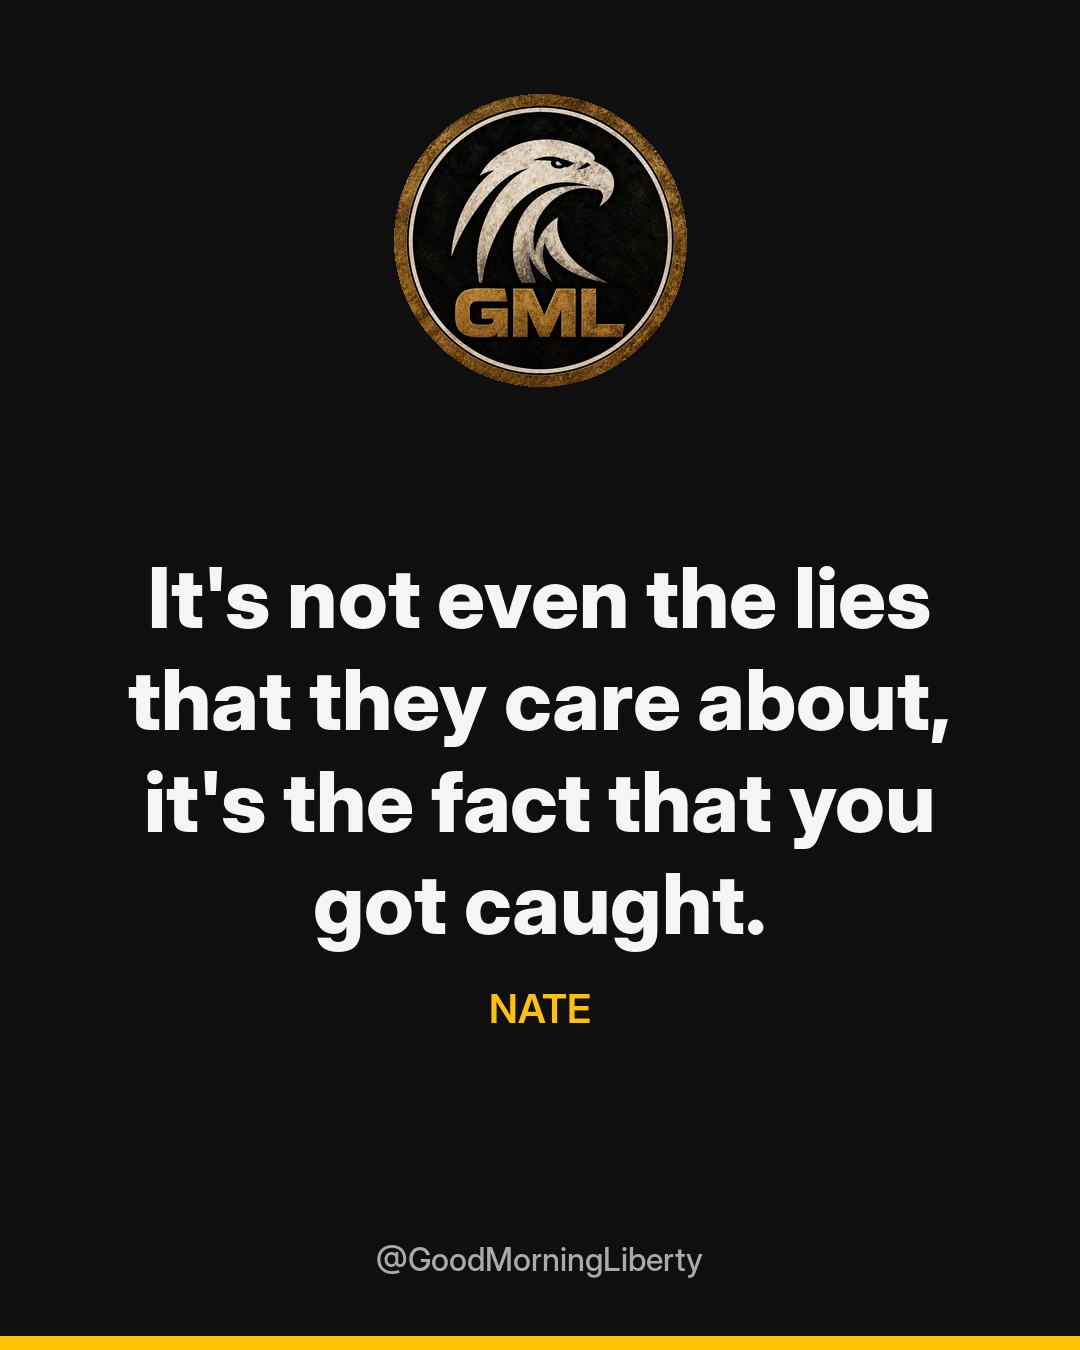 GML
It's not even the lies
that they care about,
it's the fact that you
got caught.
NATE
@GoodMorningLiberty